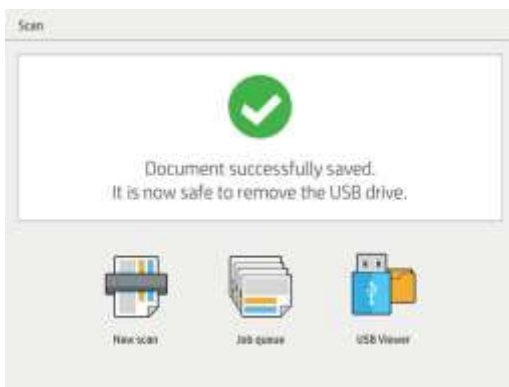 Scan
Document successfully saved.
It is now safe to remove the USB drive.
New scan
Job queue
USB Viewer